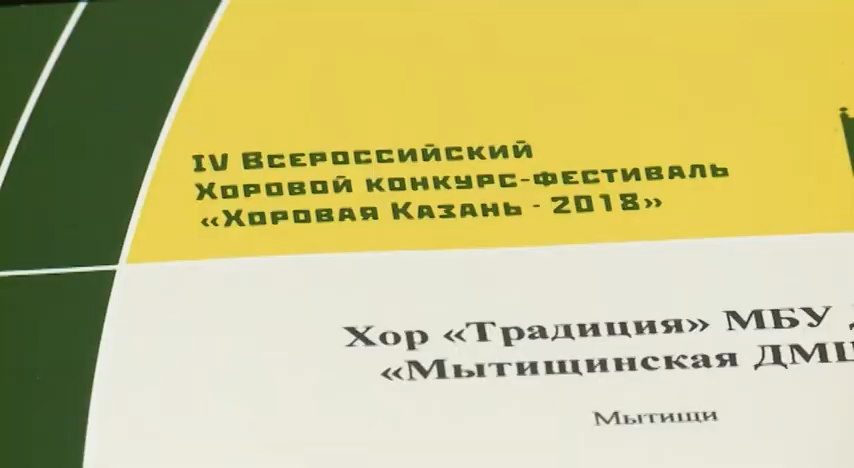 IV Всероссийский
Хоровой конкурс-фестиваль
«Хоровая Казань - 2018»
Хор «Традиция» МБУ
«Мытищинская
Мытищи